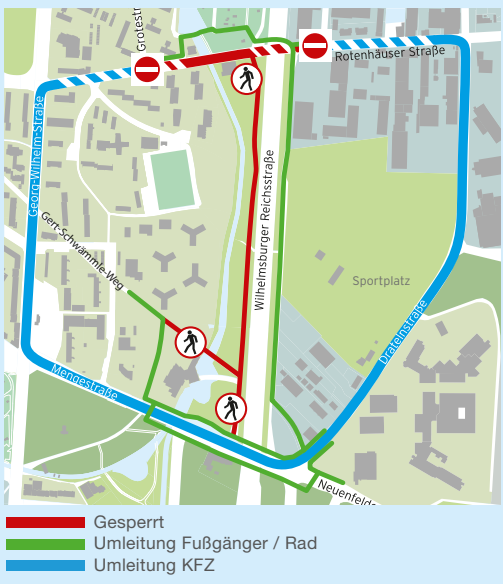 Grotestr
Rotenhäuser Straße
Georg-Wilhelm-Straße
Gert-Schwämmle-Weg
Wilhelmsburger Reichsstraße
Sportplatz
Dratelnstraße
Mengestraße
Neuenfelde
Gesperrt
Umleitung Fußgänger / Rad
Umleitung KFZ